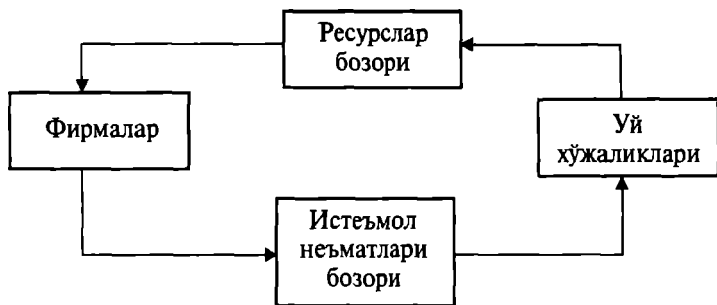 Ресурслар
бозори
Фирмалар
Уй
хўжаликлари
Истеъмол
неъматлари
бозори